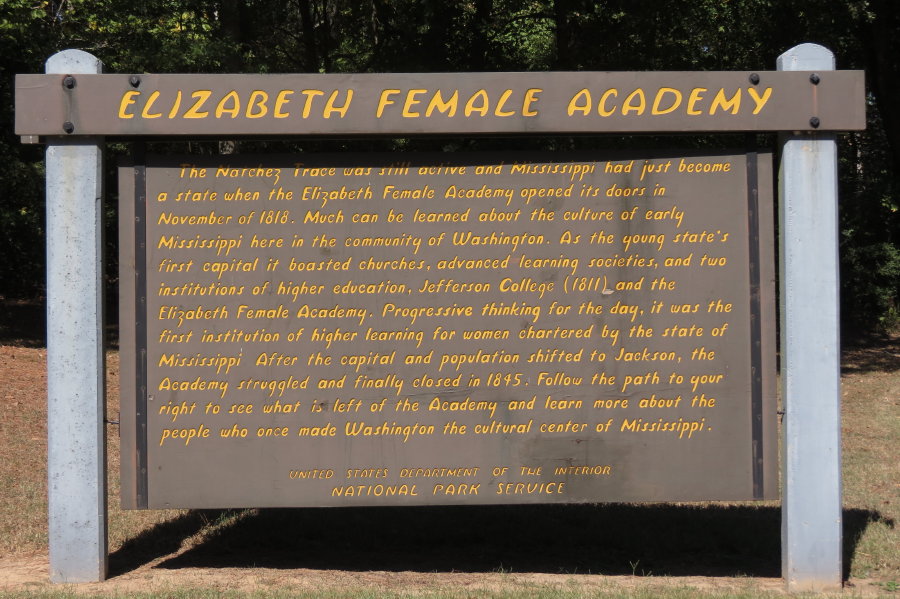 ELIZABETH FEMALE ACADEMY
The Natchez Trace was still active and Mississippi had just become
a state when the Elizabeth Female Academy opened its doors in
November of 1818. Much can be learned about the culture of early
Mississippi here in the community of Washington. As the young state's
first capital it boasted churches, advanced learning societies, and two
institutions of higher education, Jefferson College (1811) and the
Elizabeth Female Academy. Progressive thinking for the day, it was the
first institution of higher learning for women chartered by the state of
Mississippi. After the capital and population shifted to Jackson, the
Academy struggled and finally closed in 1845. Follow the path to your
right to see what is left of the Academy and learn more about the
people who once made Washington the cultural center of Mississippi.
UNITED STATES DEPARTMENT OF THE INTERIOR
NATIONAL PARK SERVICE